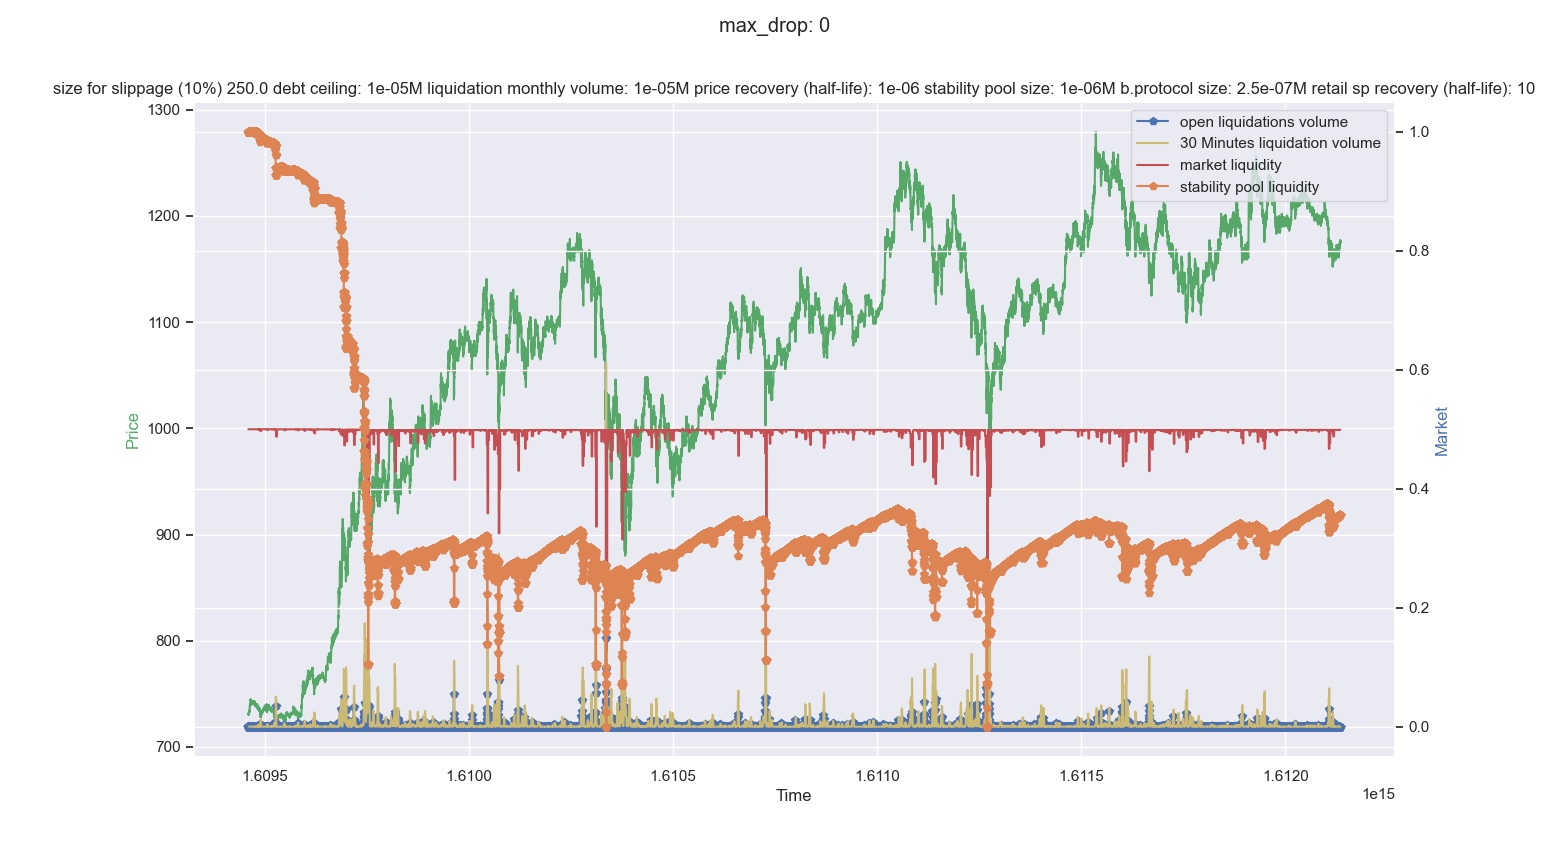 max_drop: 0
size for slippage (10%) 250.0 debt ceiling: 1e-05M liquidation monthly volume: 1e-05M price recovery (half-life): 1e-06 stability pool size: 1e-06M b.protocol size: 2.5e-07M retail sp recovery (half-life): 10
open liquidations volume
30 Minutes liquidation volume
market liquidity
stability pool liquidity
1300
1200
1100
1000
900
800
700
Price
1.0
0.8
0.6
0.4
0.2
0.0
Market
1.6095 1.6100 1.6105 1.6110 1.6115 1.6120
Time
1e15